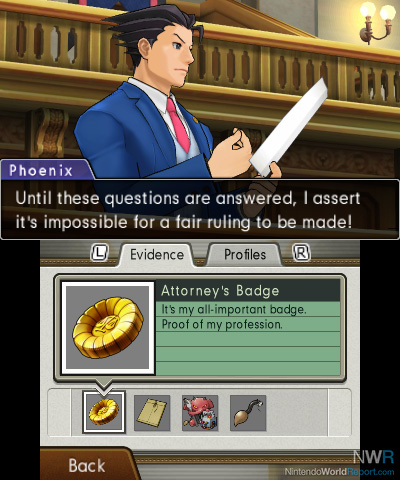 Phoenix
Until these questions are answered, I assert
it's impossible for a fair ruling to be made!
L Evidence Profiles R
Attorney's Badge
It's my all-important badge.
Proof of my profession.
Back
NWR
NintendoWorldReport.com